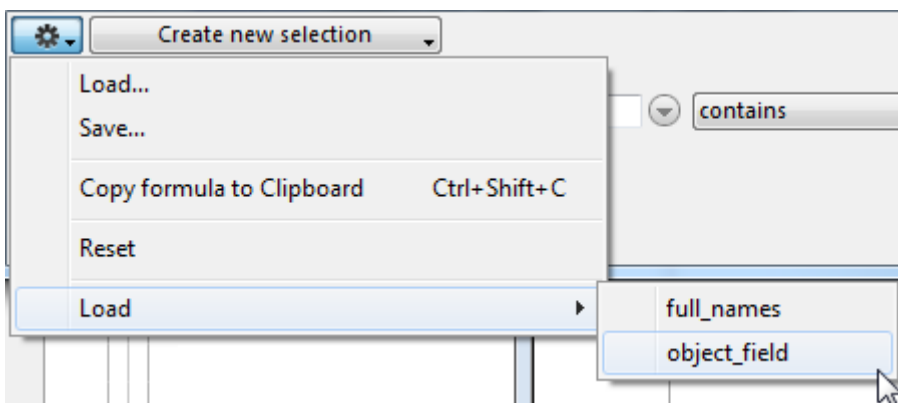 Create new selection
Load...
contains
Save...
Copy formula to Clipboard Ctrl+Shift+C
Reset
Load
full_names
object_field